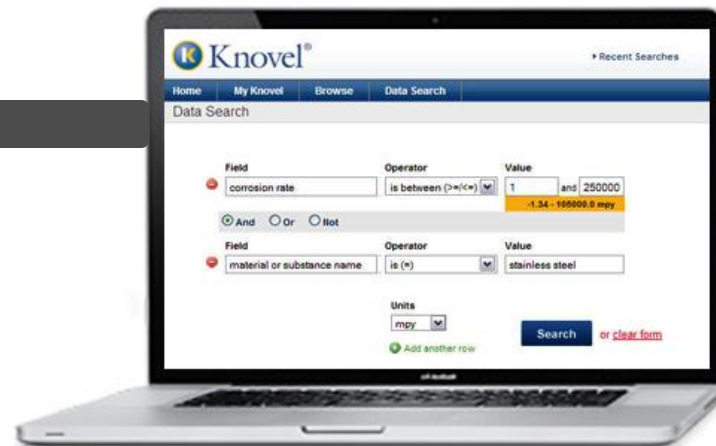 K Knovel®
Recent Searches
Home My Knovel Browse Data Search
Data Search
Field Operator Value
corrosion rate is between (>=/<=) 1 and 250000
-1.34 - 105000.0 mpy
And Or Not
Field Operator Value
material or substance name is (=) stainless steel
Units
mpy
Search or clear form
Add another row